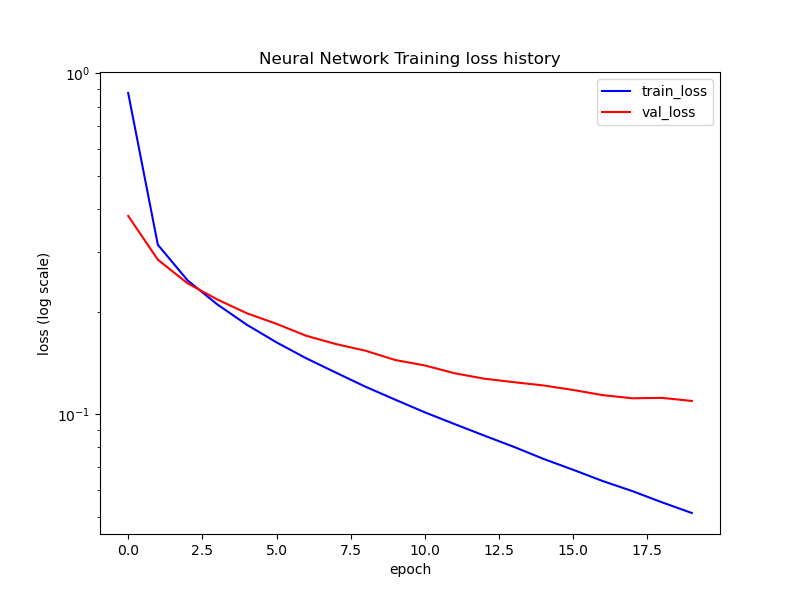 Neural Network Training loss history
train_loss
val_loss
loss (log scale)
10⁰
10⁻¹
0.0 2.5 5.0 7.5 10.0 12.5 15.0 17.5
epoch